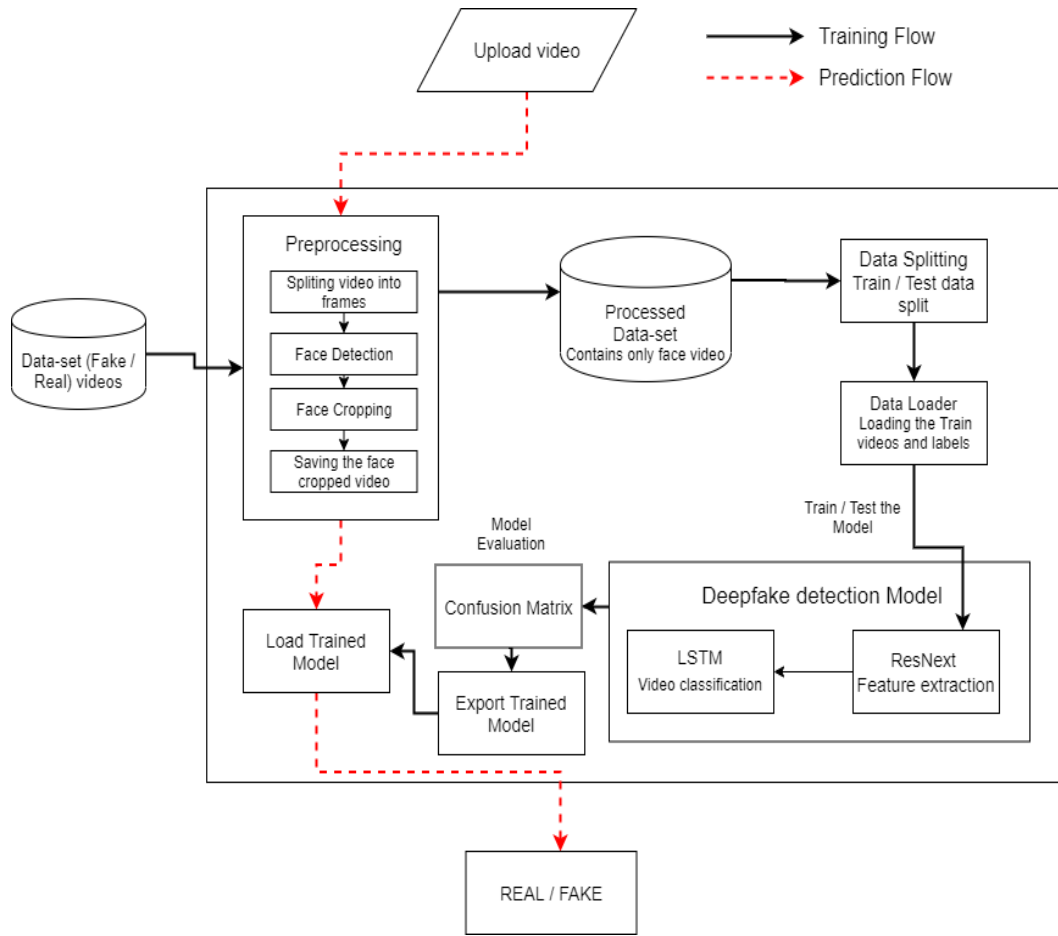 Upload video
Training Flow
Prediction Flow
Preprocessing
Spliting video into
frames
Face Detection
Face Cropping
Saving the face
cropped video
Data-set (Fake /
Real) videos
Processed
Data-set
Contains only face video
Data Splitting
Train / Test data
split
Data Loader
Loading the Train
videos and labels
Train / Test the
Model
Model
Evaluation
Confusion Matrix
Deepfake detection Model
LSTM
Video classification
ResNext
Feature extraction
Load Trained
Model
Export Trained
Model
REAL / FAKE